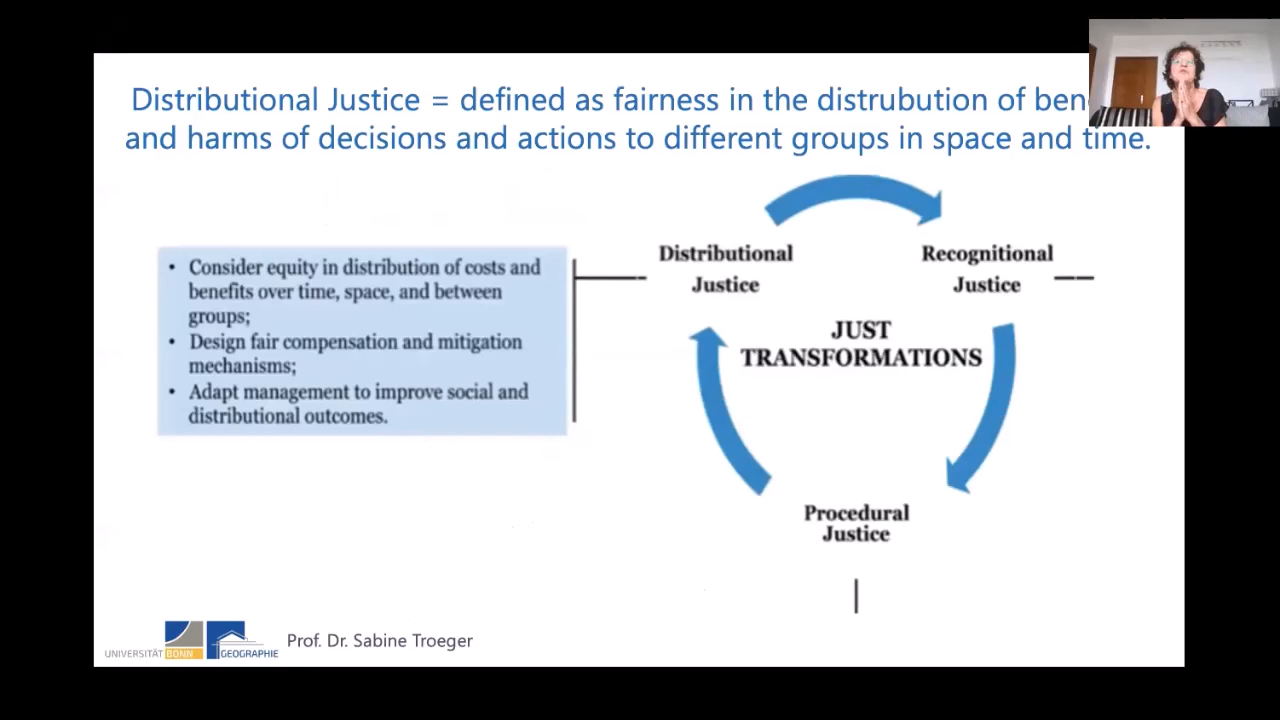 Distributional Justice = defined as fairness in the distrubution of ben
and harms of decisions and actions to different groups in space and time.
• Consider equity in distribution of costs and
benefits over time, space, and between
groups;
• Design fair compensation and mitigation
mechanisms;
• Adapt management to improve social and
distributional outcomes.
Distributional
Justice
Recognitional
Justice
JUST
TRANSFORMATIONS
Procedural
Justice
UNIVERSITÄT BONN
GEOGRAPHIE
Prof. Dr. Sabine Troeger